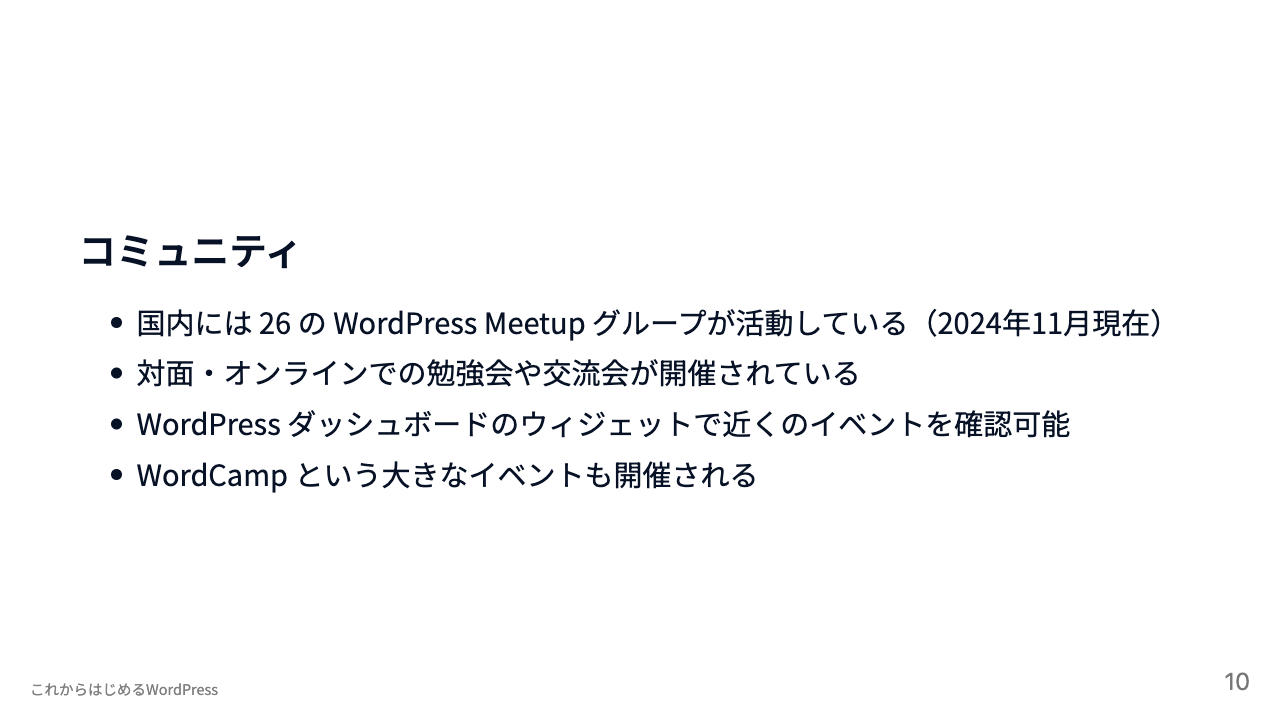 コミュニティ
• 国内には 26 の WordPress Meetup グループが活動している（2024年11月現在）
• 対面・オンラインでの勉強会や交流会が開催されている
• WordPress ダッシュボードのウィジェットで近くのイベントを確認可能
• WordCamp という大きなイベントも開催される
これからはじめるWordPress
10